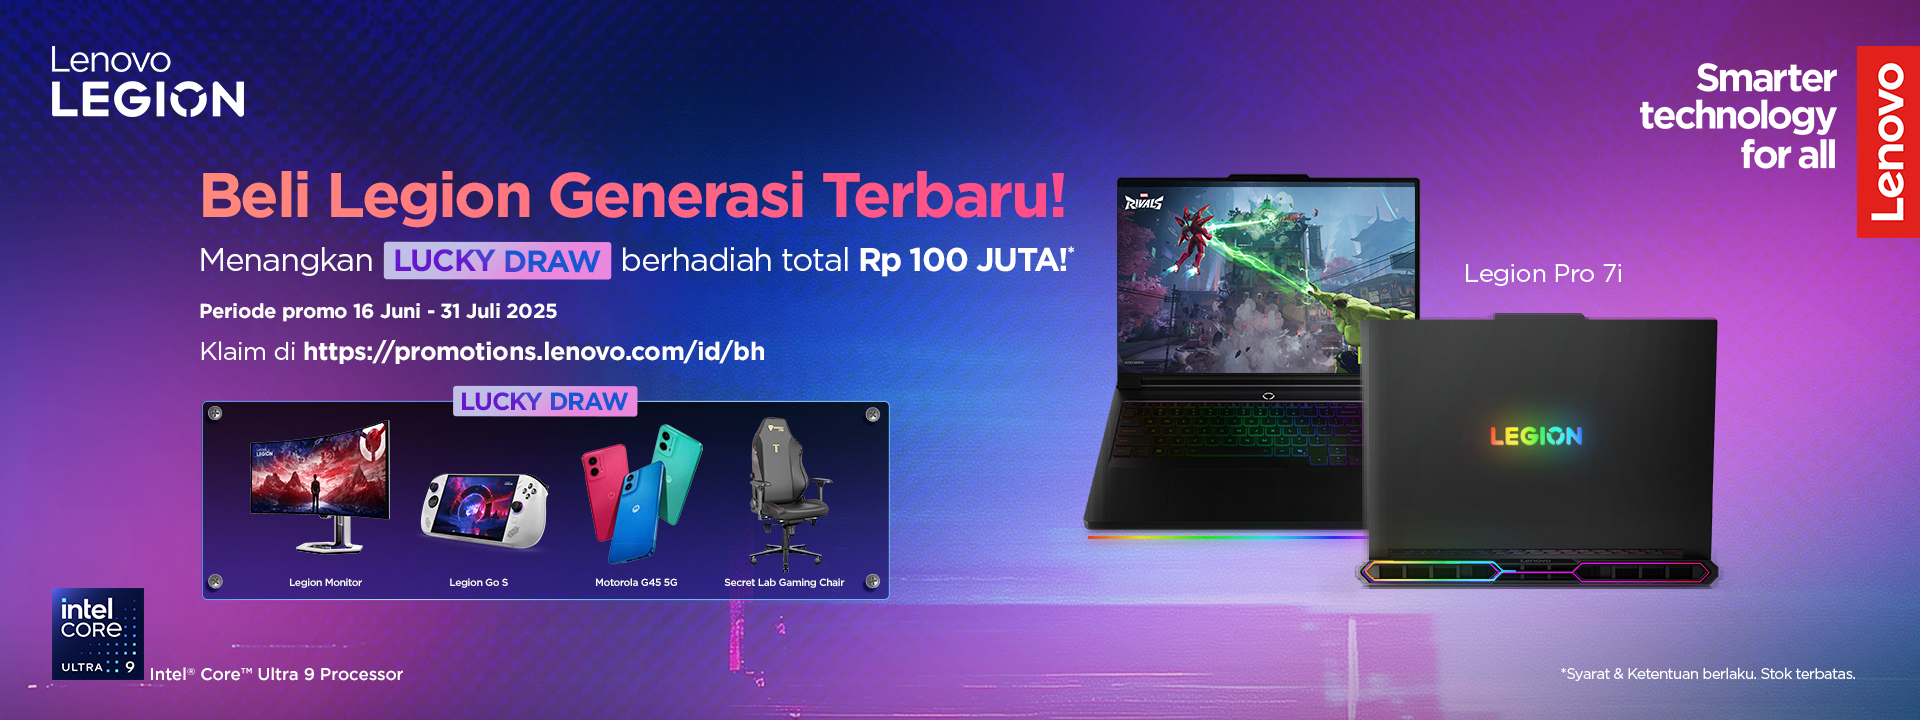 Lenovo
LEGION
Smarter
technology
for all
Lenovo
Beli Legion Generasi Terbaru!
Menangkan LUCKY DRAW berhadiah total Rp 100 JUTA!*
Periode promo 16 Juni - 31 Juli 2025
Klaim di https://promotions.lenovo.com/id/bh
LUCKY DRAW
LEGION
Legion Monitor
Legion Go S
Motorola G45 5G
Secret Lab Gaming Chair
MARVEL
RIVALS
Legion Pro 7i
LEGION
Lenovo
intel
CORE
ULTRA 9
Intel® Core™ Ultra 9 Processor
*Syarat & Ketentuan berlaku. Stok terbatas.